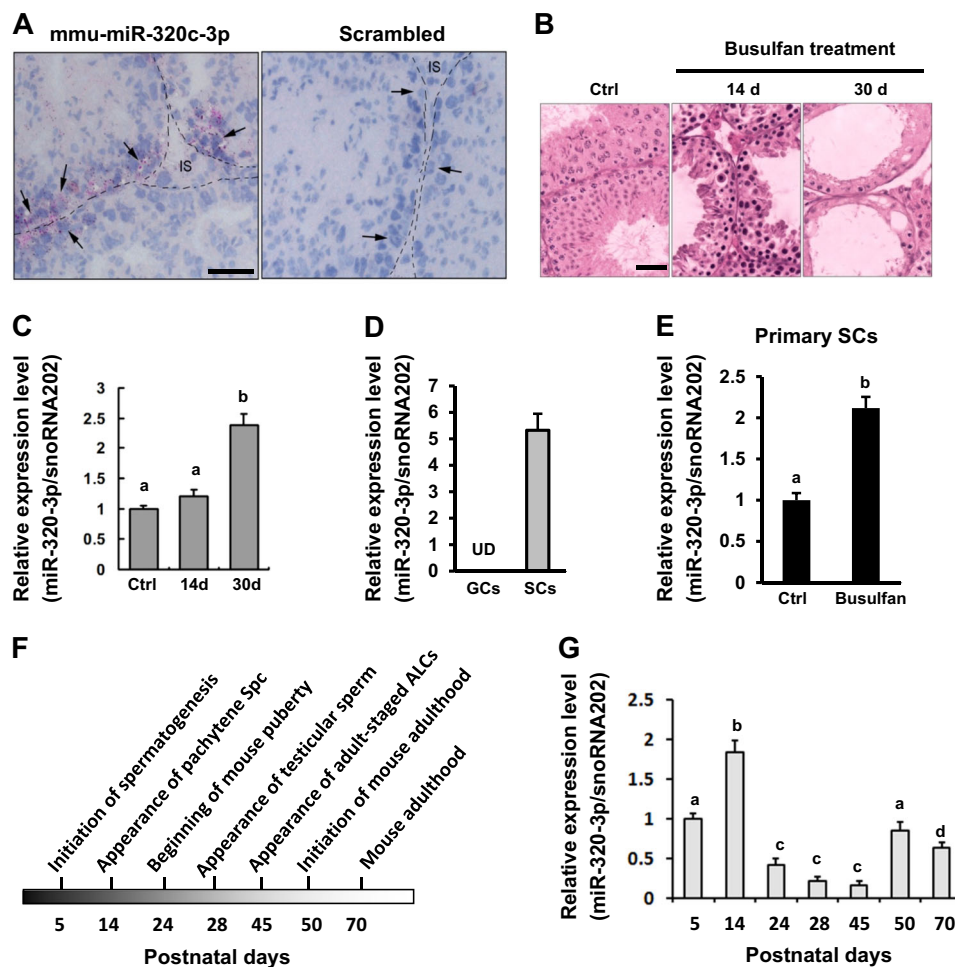 A
mmu-miR-320c-3p
Scrambled
IS
IS
B
Busulfan treatment
Ctrl
14 d
30 d
C
Relative expression level
(miR-320-3p/snoRNA202)
3
2.5
2
1.5
1
0.5
0
a
a
b
Ctrl
14d
30d
D
Relative expression level
(miR-320-3p/snoRNA202)
7
6
5
4
3
2
1
0
UD
GCs
SCs
E
Primary SCs
Relative expression level
(miR-320-3p/snoRNA202)
2.5
2
1.5
1
0.5
0
a
b
Ctrl
Busulfan
F
Initiation of spermatogenesis
Appearance of pachytene Spc
Beginning of mouse puberty
Appearance of testicular sperm
Appearance of adult-staged ALCs
Initiation of mouse adulthood
Mouse adulthood
5 14 24 28 45 50 70
Postnatal days
G
Relative expression level
(miR-320-3p/snoRNA202)
2.5
2
1.5
1
0.5
0
a
b
c
c
c
a
d
5 14 24 28 45 50 70
Postnatal days